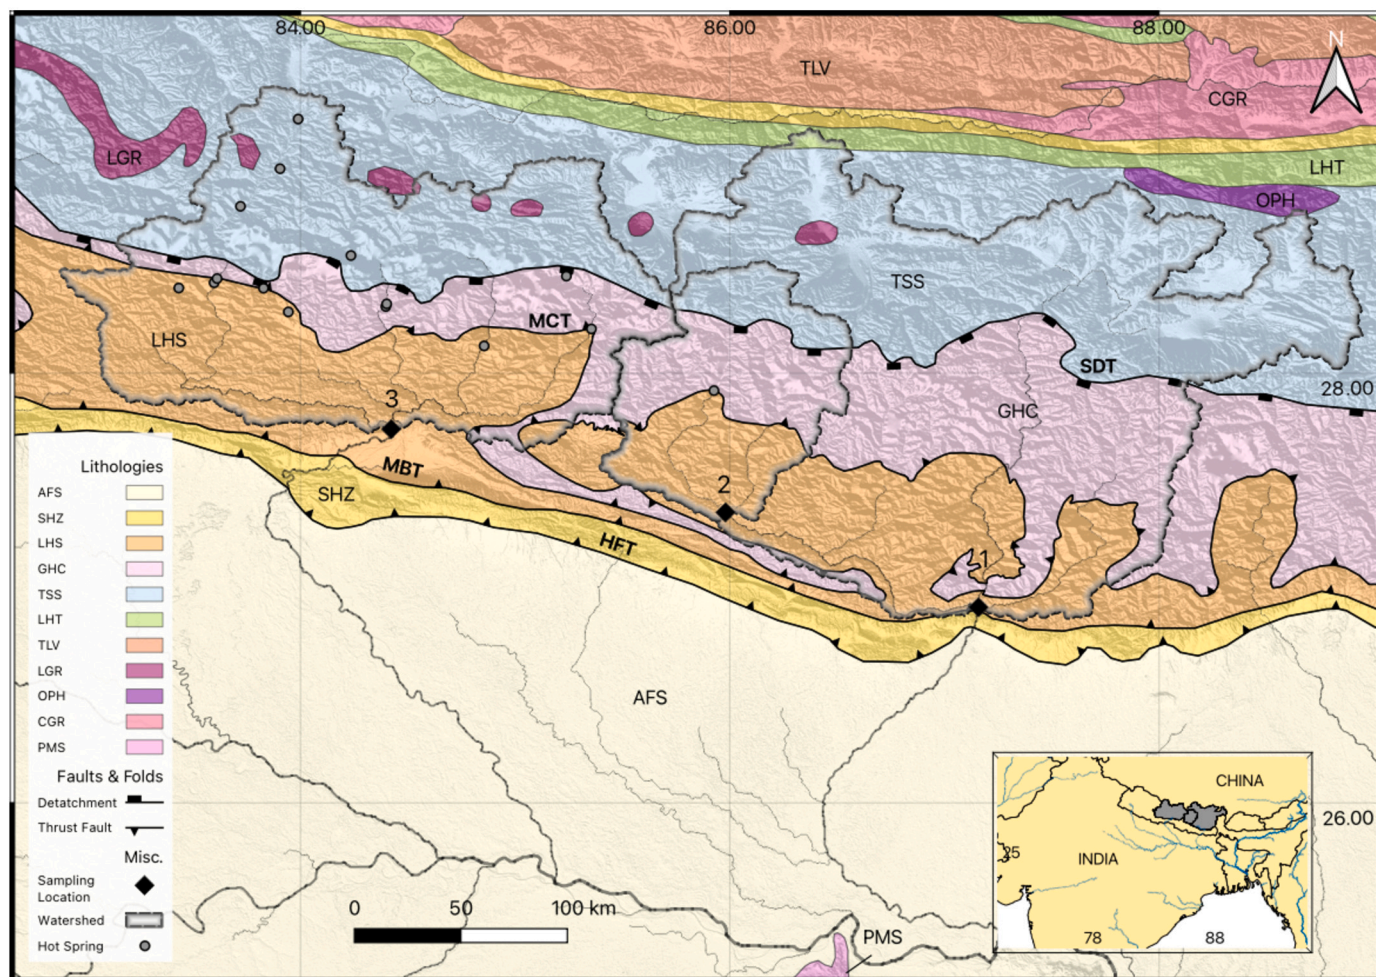 84.00
86.00
88.00
N
TLV
CGR
LGR
LHT
OPH
TSS
MCT
LHS
SDT
28.00
3
GHC
MBT
2
SHZ
HFT
1
Lithologies
AFS
SHZ
LHS
GHC
TSS
LHT
TLV
LGR
OPH
CGR
PMS
Faults & Folds
Detatchment
Thrust Fault
Misc.
Sampling
Location
Watershed
Hot Spring
AFS
0
50
100 km
PMS
26.00
CHINA
INDIA
25
78
88